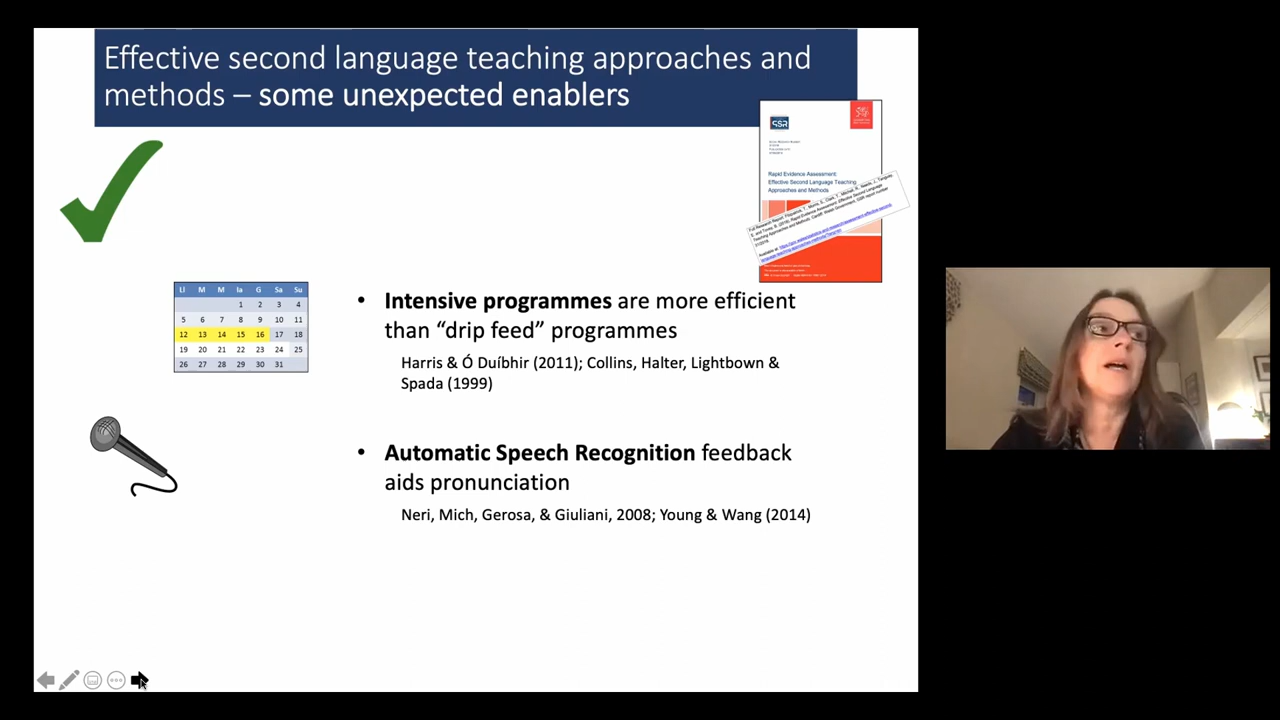 Effective second language teaching approaches and
methods – some unexpected enablers
GSR
Rapid Evidence Assessment:
Effective Second Language Teaching
Approaches and Methods
Ll M M Ia G Sa Su
1 2 3 4
5 6 7 8 9 10 11
12 13 14 15 16 17 18
19 20 21 22 23 24 25
26 27 28 29 30 31
• Intensive programmes are more efficient
than “drip feed” programmes
Harris & Ó Duíbhir (2011); Collins, Halter, Lightbown &
Spada (1999)
• Automatic Speech Recognition feedback
aids pronunciation
Neri, Mich, Gerosa, & Giuliani, 2008; Young & Wang (2014)